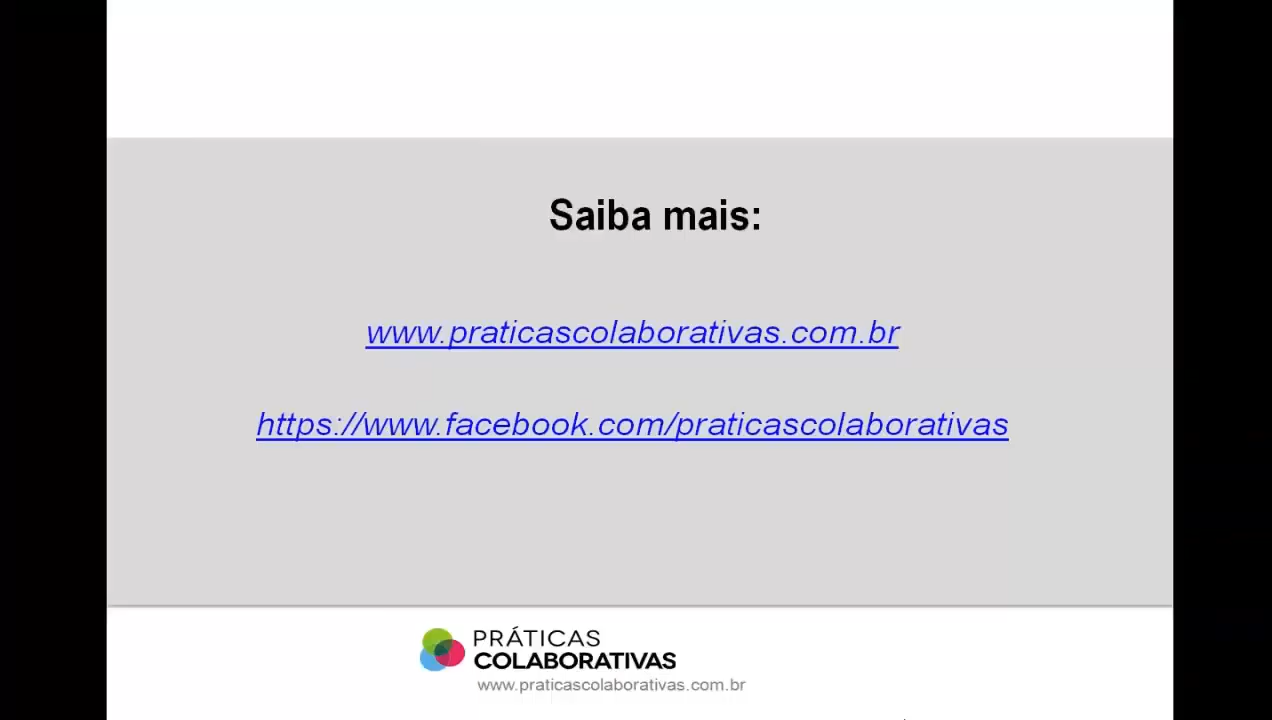 Saiba mais:
www.praticascolaborativas.com.br
https://www.facebook.com/praticascolaborativas
PRÁTICAS
COLABORATIVAS
www.praticascolaborativas.com.br